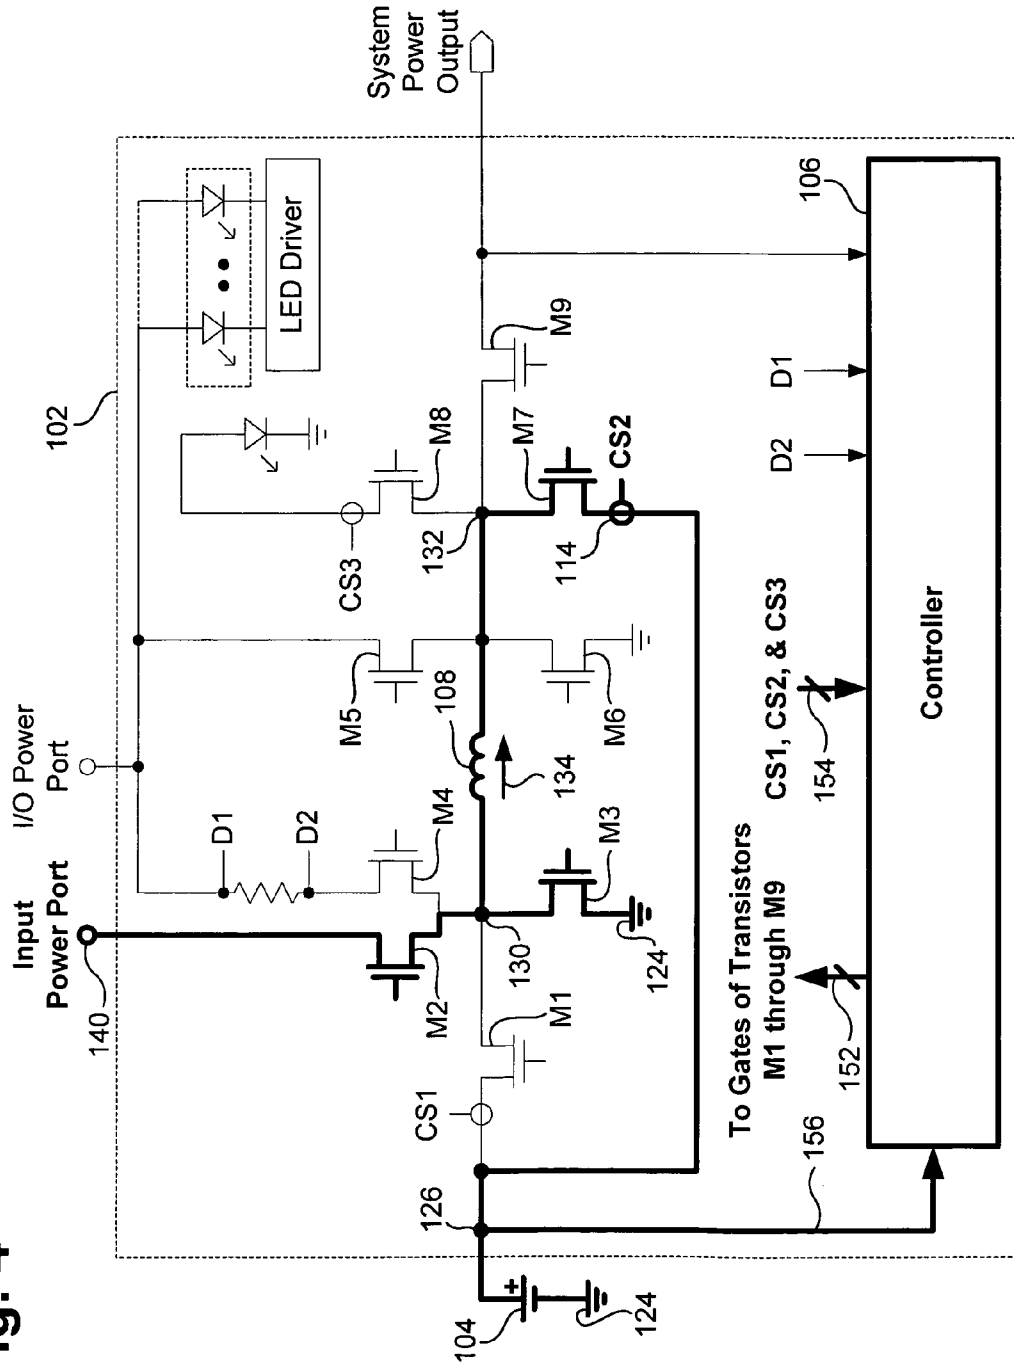 System
Power
Output
I/O Power
Port
Input
Power Port
140
102
LED Driver
D1
D2
M4
M2
M5
108
CS3
M8
132
M9
M7
CS2
114
M6
134
M3
124
130
M1
CS1
126
104
124
106
D1
D2
CS1, CS2, & CS3
154
To Gates of Transistors
M1 through M9
152
156
Controller